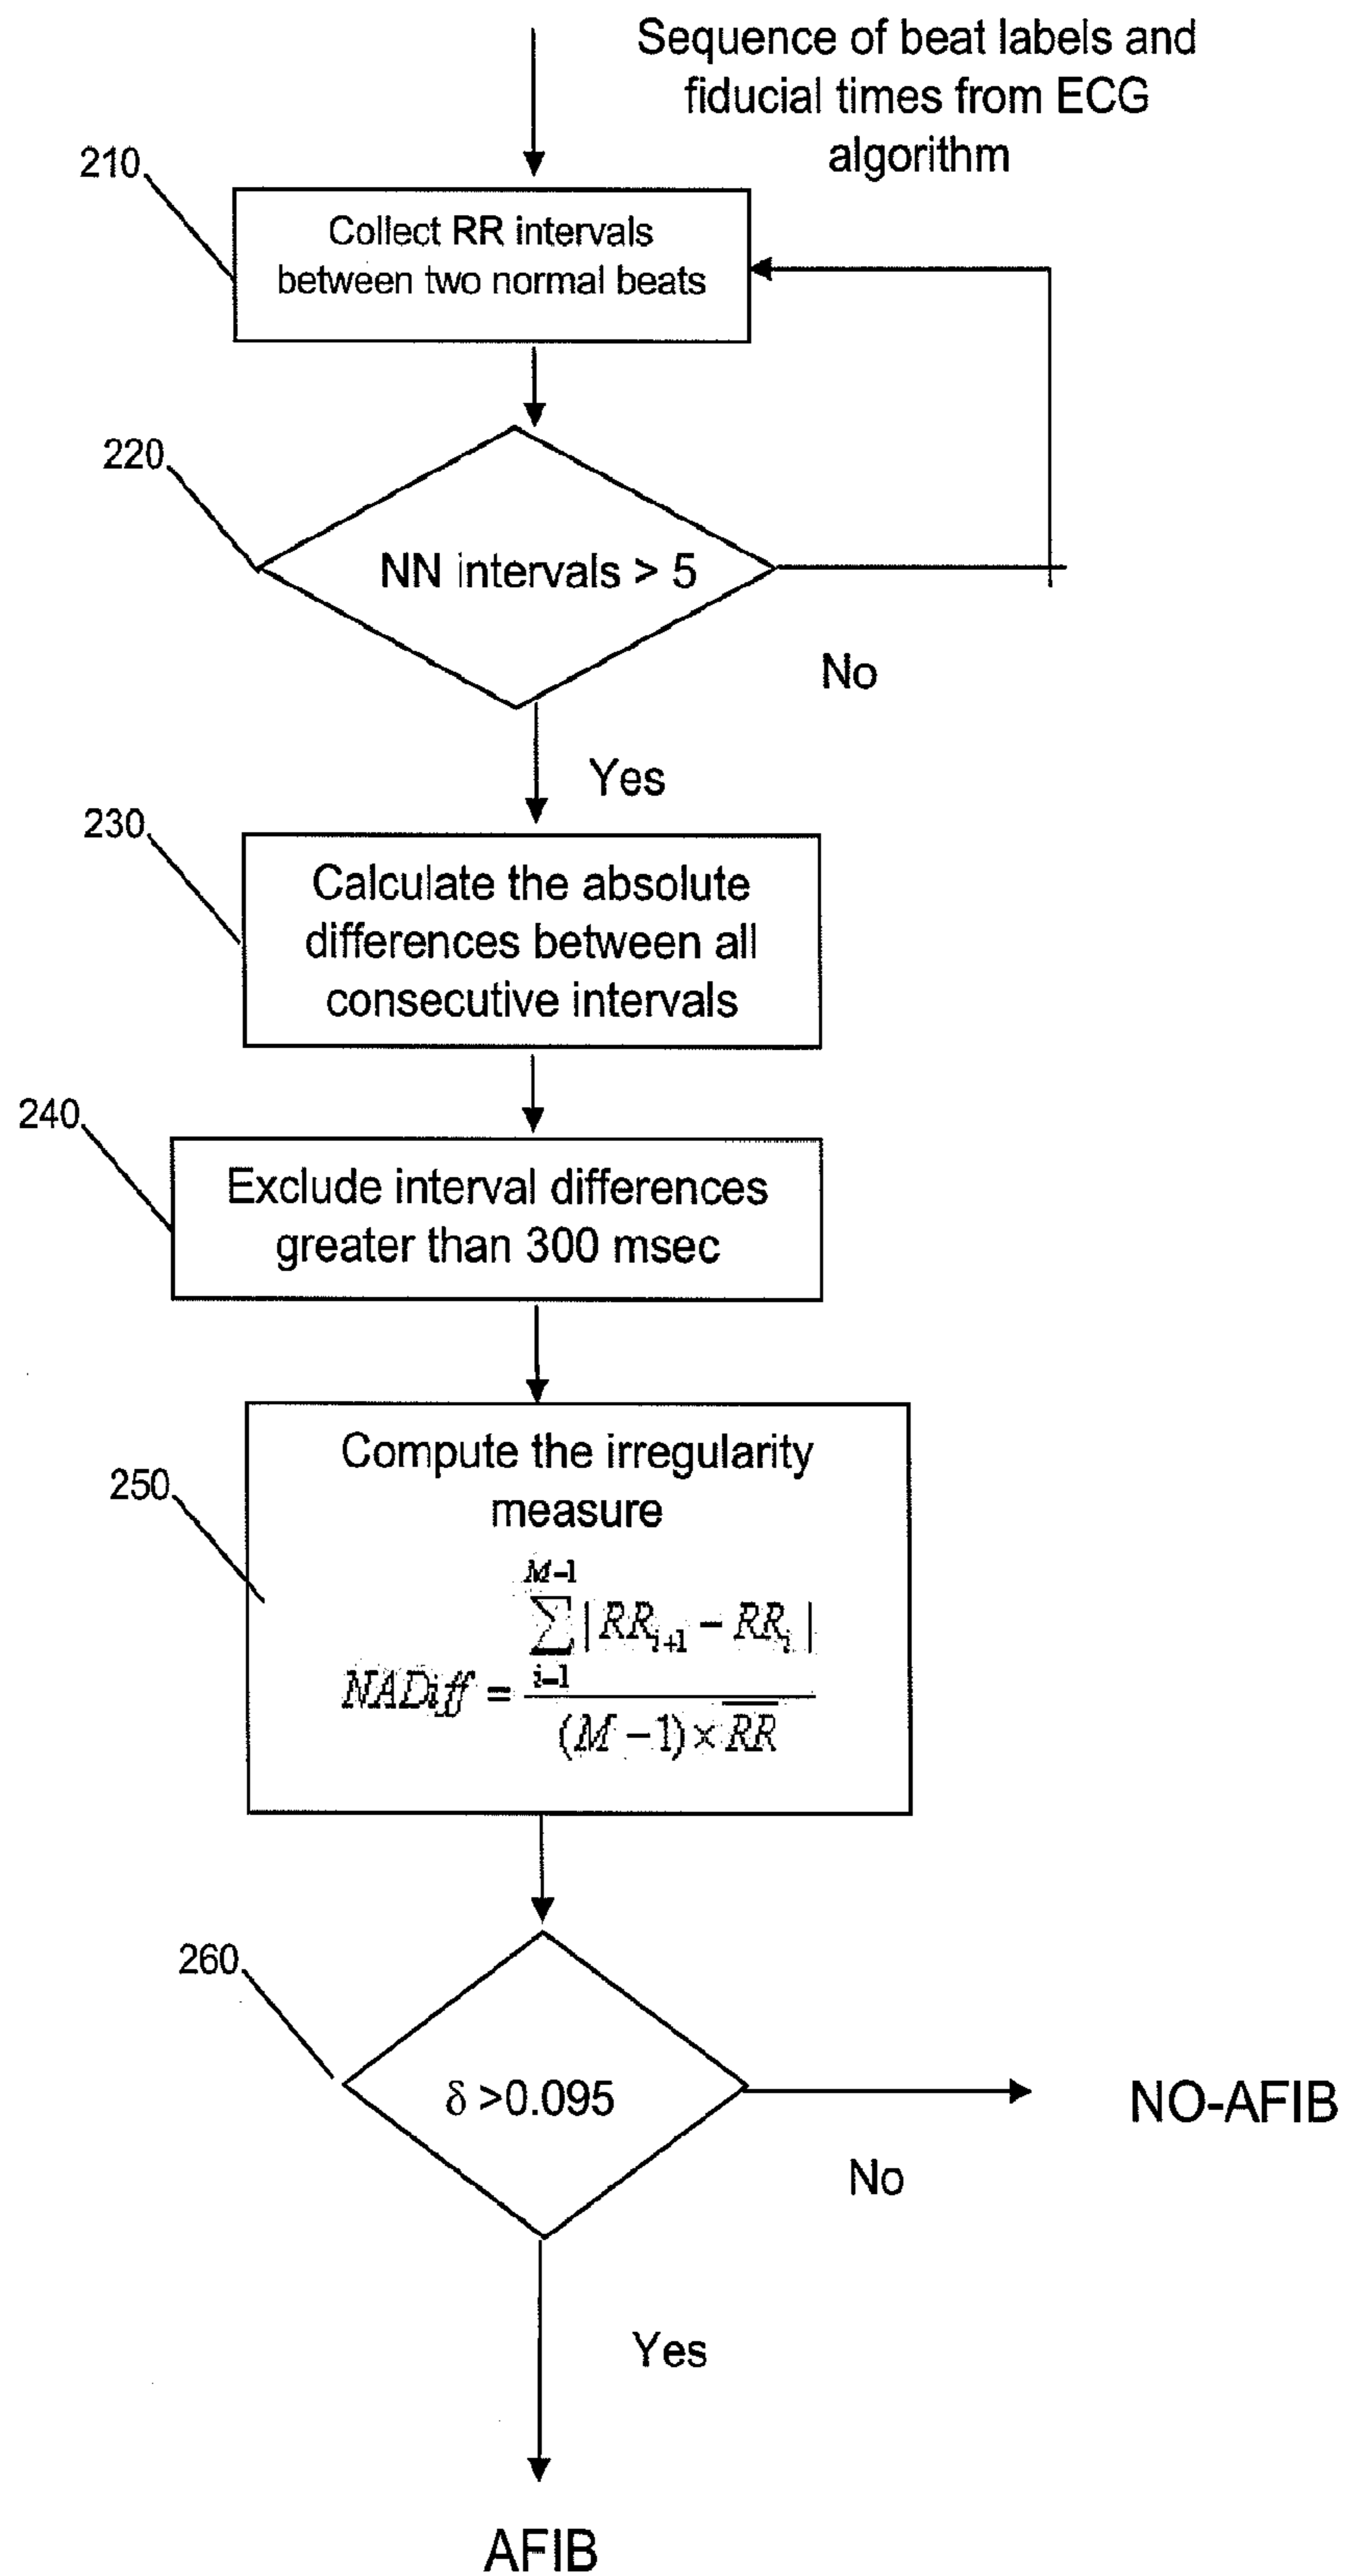 Sequence of beat labels and
fiducial times from ECG
algorithm
210
Collect RR intervals
between two normal beats
220
NN intervals > 5
No
Yes
230
Calculate the absolute
differences between all
consecutive intervals
240
Exclude interval differences
greater than 300 msec
250
Compute the irregularity
measure
M-1
∑ | RR_{i+1} − RR_i |
i=1
NADiff =
(M −1)× \overline{RR}
260
δ >0.095
NO-AFIB
No
Yes
AFIB